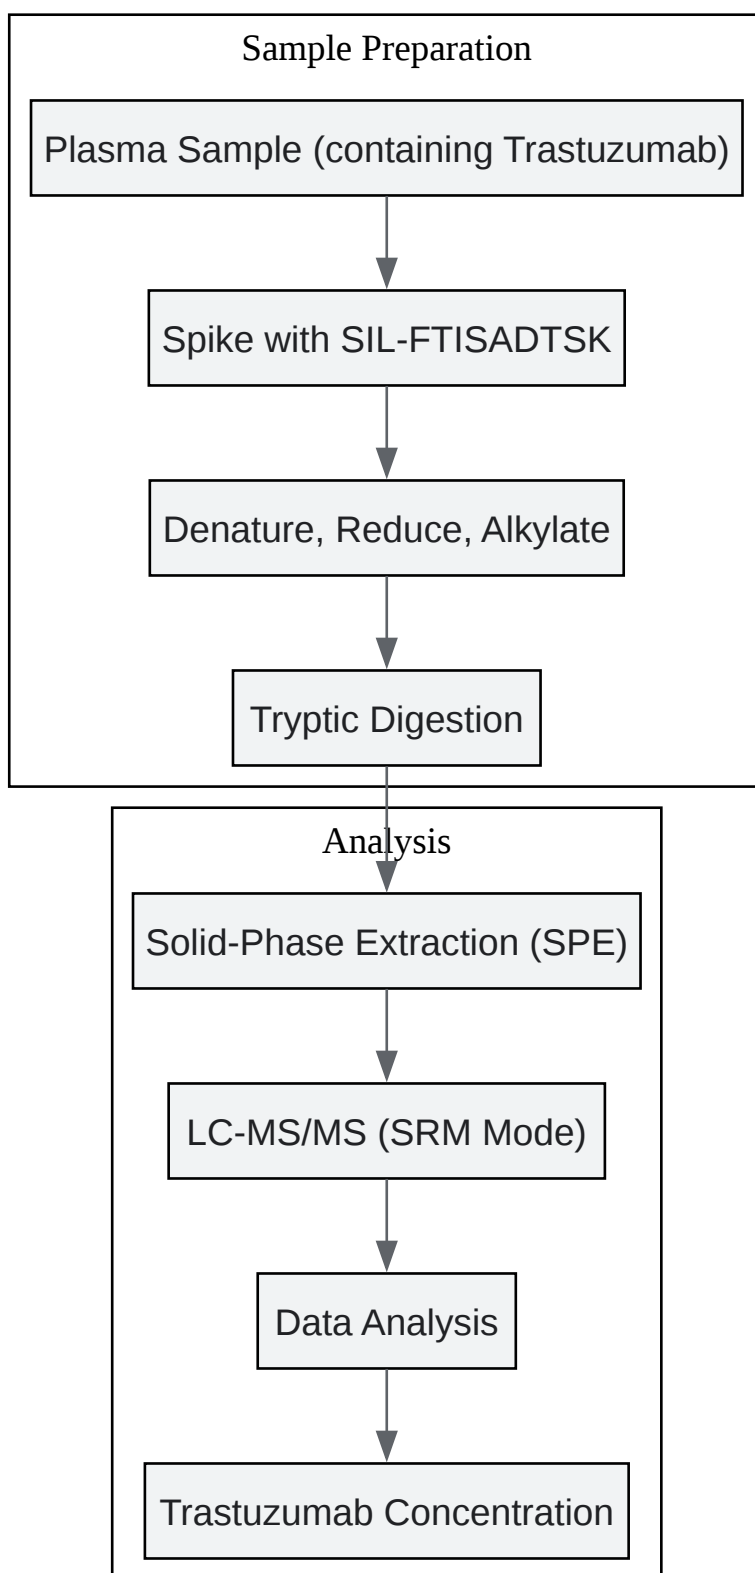 Sample Preparation
Plasma Sample (containing Trastuzumab)
Spike with SIL-FTISADTSK
Denature, Reduce, Alkylate
Tryptic Digestion
Analysis
Solid-Phase Extraction (SPE)
LC-MS/MS (SRM Mode)
Data Analysis
Trastuzumab Concentration